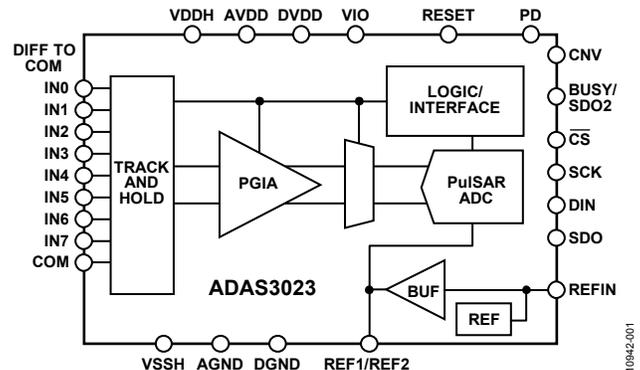 VDDH AVDD DVDD VIO RESET PD
DIFF TO
COM
IN0
IN1
IN2
IN3
IN4
IN5
IN6
IN7
COM
TRACK
AND
HOLD
PGIA
LOGIC/
INTERFACE
PulSAR
ADC
BUF
REF
ADAS3023
CNV
BUSY/
SDO2
CS
SCK
DIN
SDO
REFIN
VSSH AGND DGND REF1/REF2
10942-001